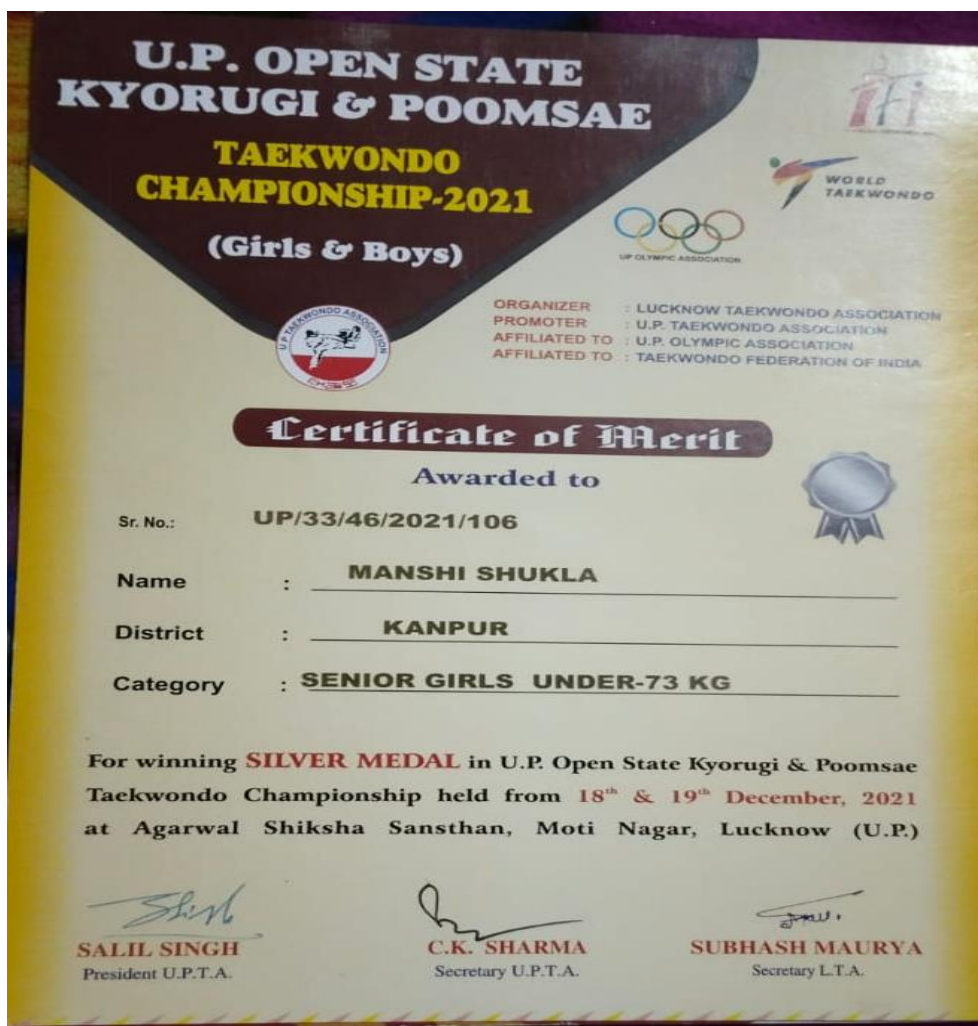 U.P. OPEN STATE
KYORUGI & POOMSAE
TAEKWONDO
CHAMPIONSHIP-2021
(Girls & Boys)
WORLD
TAEKWONDO
UP OLYMPIC ASSOCIATION
U P TAEKWONDO ASSOCIATION
ORGANIZER : LUCKNOW TAEKWONDO ASSOCIATION
PROMOTER : U.P. TAEKWONDO ASSOCIATION
AFFILIATED TO : U.P. OLYMPIC ASSOCIATION
AFFILIATED TO : TAEKWONDO FEDERATION OF INDIA
Certificate of Merit
Awarded to
Sr. No.: UP/33/46/2021/106
Name : MANSHI SHUKLA
District : KANPUR
Category : SENIOR GIRLS UNDER-73 KG
For winning SILVER MEDAL in U.P. Open State Kyorugi & Poomsae
Taekwondo Championship held from 18th & 19th December, 2021
at Agarwal Shiksha Sansthan, Moti Nagar, Lucknow (U.P.)
SALIL SINGH C.K. SHARMA SUBHASH MAURYA
President U.P.T.A. Secretary U.P.T.A. Secretary L.T.A.